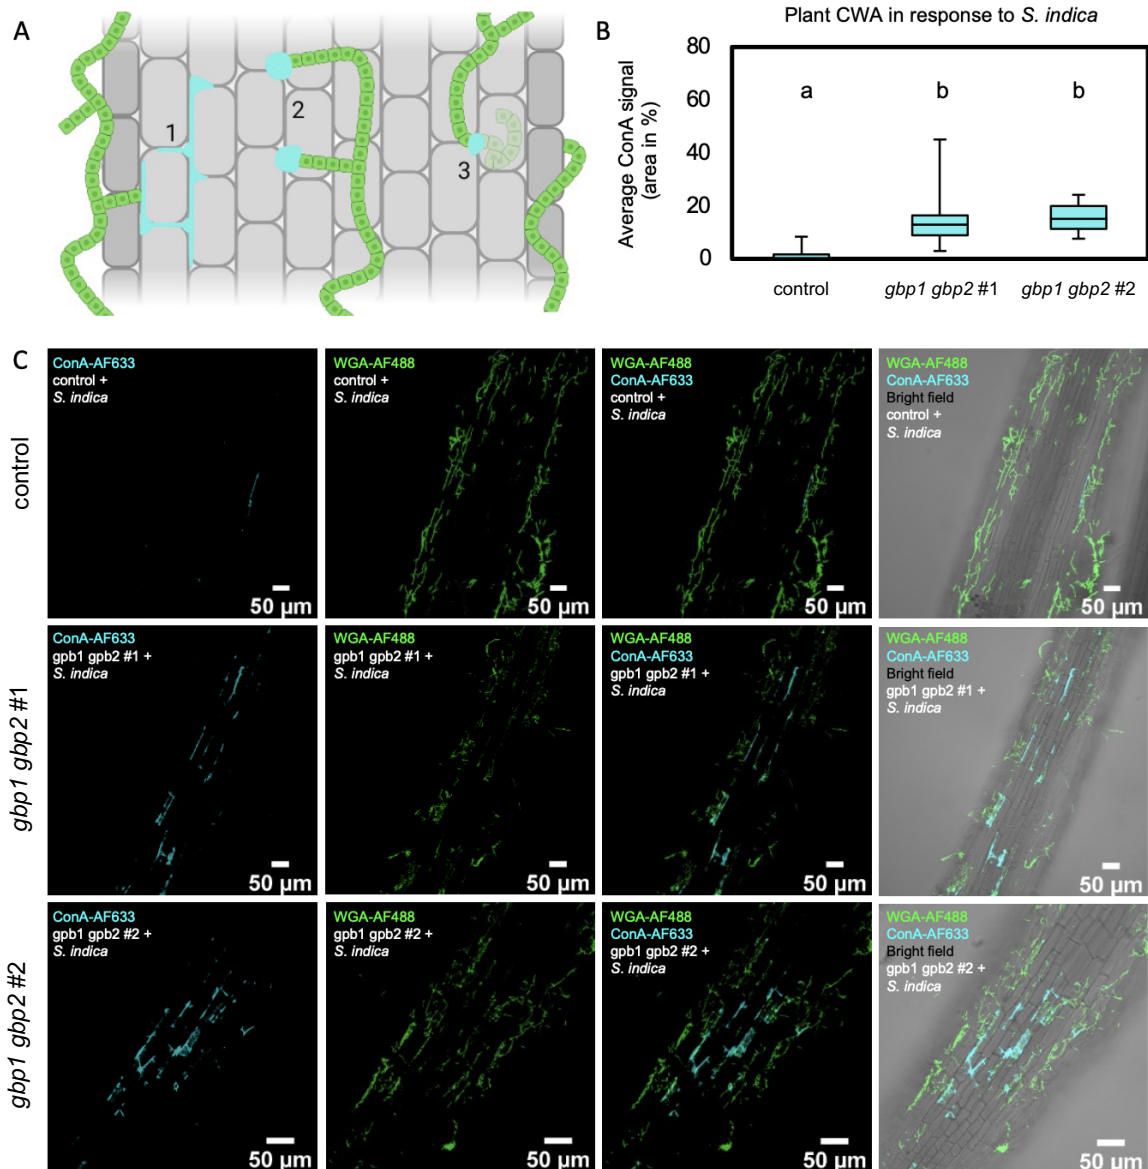 A
1
2
3
B
Plant CWA in response to S. indica
Average ConA signal
(area in %)
80
60
40
20
0
a
b
b
control
gbp1 gbp2 #1
gbp1 gbp2 #2
C
control
ConA-AF633
control +
S. indica
50 µm
WGA-AF488
control +
S. indica
50 µm
WGA-AF488
ConA-AF633
control +
S. indica
50 µm
WGA-AF488
ConA-AF633
Bright field
control +
S. indica
50 µm
gbp1 gbp2 #1
ConA-AF633
gpb1 gpb2 #1 +
S. indica
50 µm
WGA-AF488
gpb1 gpb2 #1 +
S. indica
50 µm
WGA-AF488
ConA-AF633
gpb1 gpb2 #1 +
S. indica
50 µm
WGA-AF488
ConA-AF633
Bright field
gpb1 gpb2 #1 +
S. indica
50 µm
gbp1 gbp2 #2
ConA-AF633
gpb1 gpb2 #2 +
S. indica
50 µm
WGA-AF488
gpb1 gpb2 #2 +
S. indica
50 µm
WGA-AF488
ConA-AF633
gpb1 gpb2 #2 +
S. indica
50 µm
WGA-AF488
ConA-AF633
Bright field
gpb1 gpb2 #2 +
S. indica
50 µm